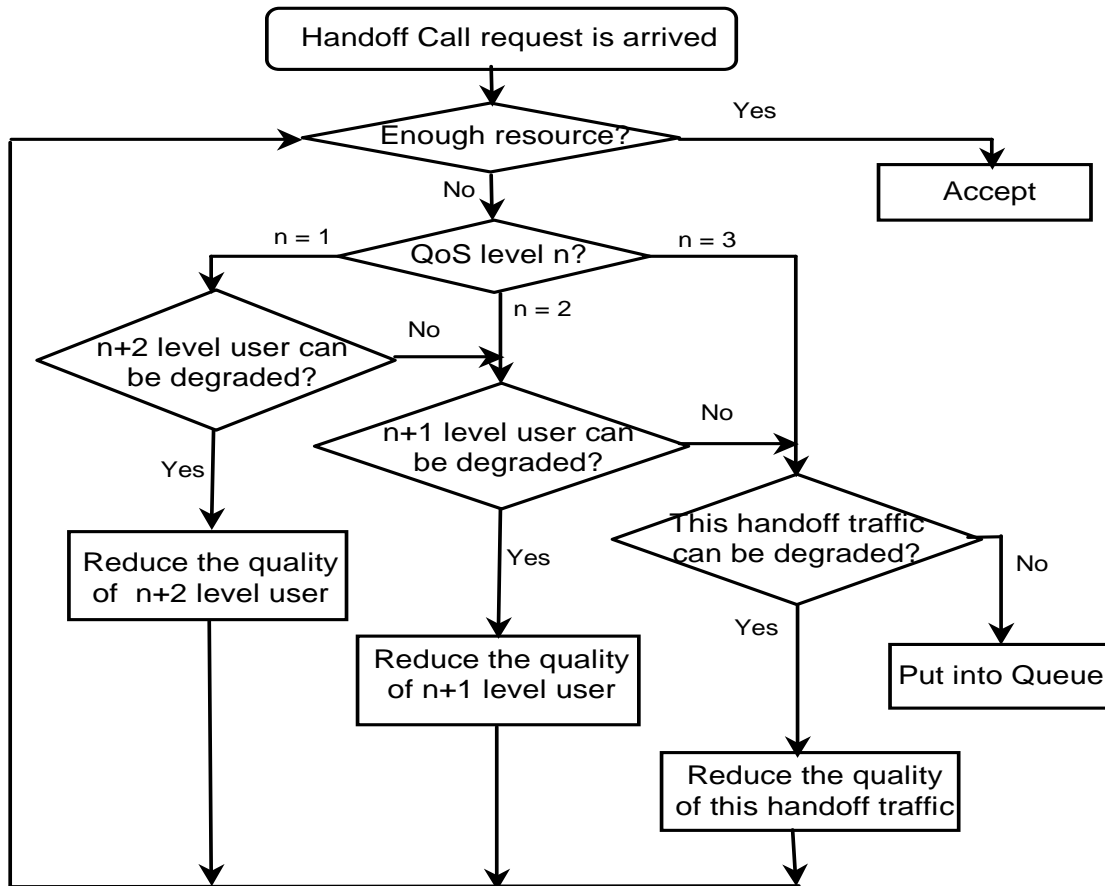 Handoff Call request is arrived
Yes
Enough resource?
No
Accept
n = 1
QoS level n?
n = 3
n = 2
No
n+2 level user can
be degraded?
No
n+1 level user can
be degraded?
Yes
This handoff traffic
can be degraded?
Reduce the quality
of n+2 level user
Yes
No
Yes
Reduce the quality
of n+1 level user
Put into Queue
Reduce the quality
of this handoff traffic